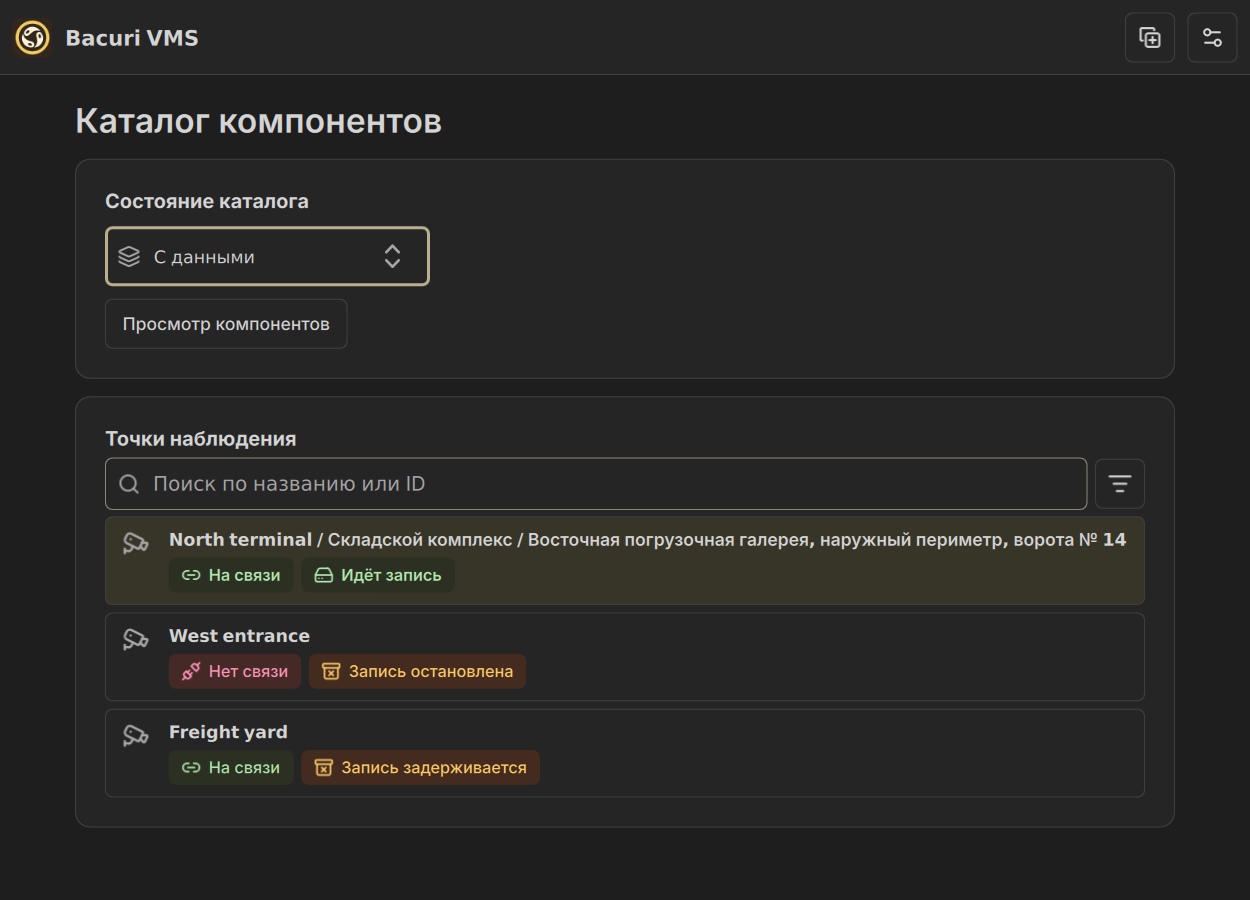 Bacuri VMS
Каталог компонентов
Состояние каталога
С данными
Просмотр компонентов
Точки наблюдения
Поиск по названию или ID
North terminal / Складской комплекс / Восточная погрузочная галерея, наружный периметр, ворота № 14
На связи Идёт запись
West entrance
Нет связи Запись остановлена
Freight yard
На связи Запись задерживается